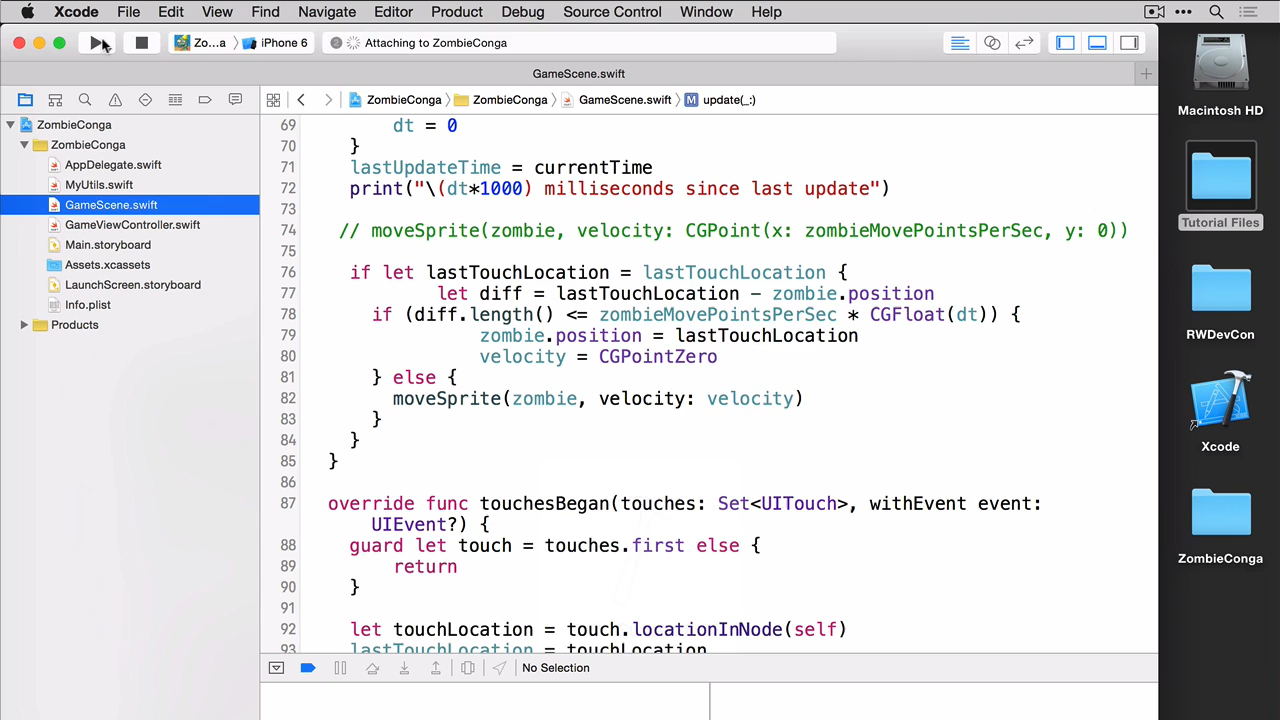 Xcode File Edit View Find Navigate Editor Product Debug Source Control Window Help
Zo...a iPhone 6 2 Attaching to ZombieConga
GameScene.swift
ZombieConga ZombieConga GameScene.swift M update(_:)
ZombieConga
ZombieConga
AppDelegate.swift
MyUtils.swift
GameScene.swift
GameViewController.swift
Main.storyboard
Assets.xcassets
LaunchScreen.storyboard
Info.plist
Products
69 dt = 0
70 }
71 lastUpdateTime = currentTime
72 print("\(dt*1000) milliseconds since last update")
73
74 // moveSprite(zombie, velocity: CGPoint(x: zombieMovePointsPerSec, y: 0))
75
76 if let lastTouchLocation = lastTouchLocation {
77 let diff = lastTouchLocation - zombie.position
78 if (diff.length() <= zombieMovePointsPerSec * CGFloat(dt)) {
79 zombie.position = lastTouchLocation
80 velocity = CGPointZero
81 } else {
82 moveSprite(zombie, velocity: velocity)
83 }
84 }
85 }
86
87 override func touchesBegan(touches: Set<UITouch>, withEvent event:
UIEvent?) {
88 guard let touch = touches.first else {
89 return
90 }
91
92 let touchLocation = touch.locationInNode(self)
93 lastTouchLocation = touchLocation
No Selection
Macintosh HD
Tutorial Files
RWDevCon
Xcode
ZombieConga